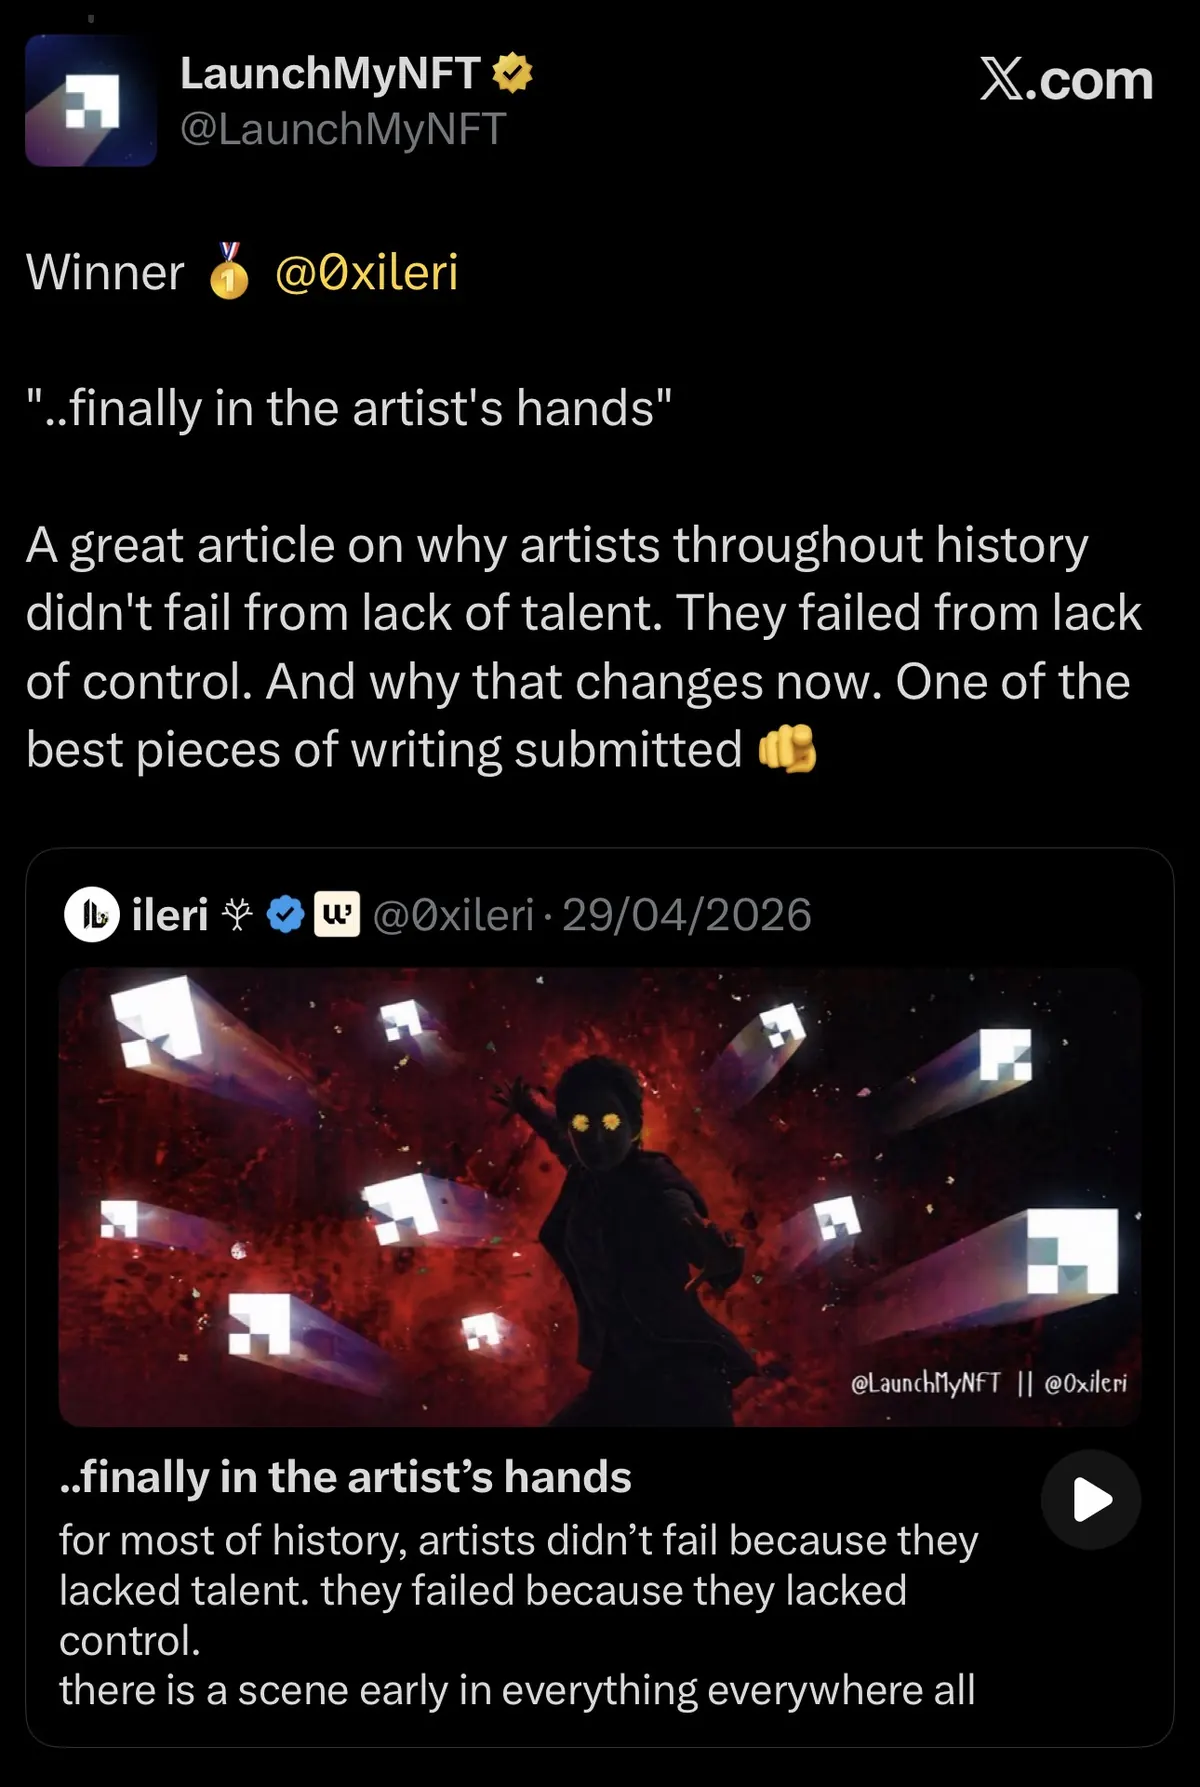 LaunchMyNFT
@LaunchMyNFT
X.com
Winner 🥇 @0xileri
"..finally in the artist's hands"
A great article on why artists throughout history
didn't fail from lack of talent. They failed from lack
of control. And why that changes now. One of the
best pieces of writing submitted 🫵
ileri @0xileri · 29/04/2026
@LaunchMyNFT || @0xileri
..finally in the artist’s hands
for most of history, artists didn’t fail because they
lacked talent. they failed because they lacked
control.
there is a scene early in everything everywhere all